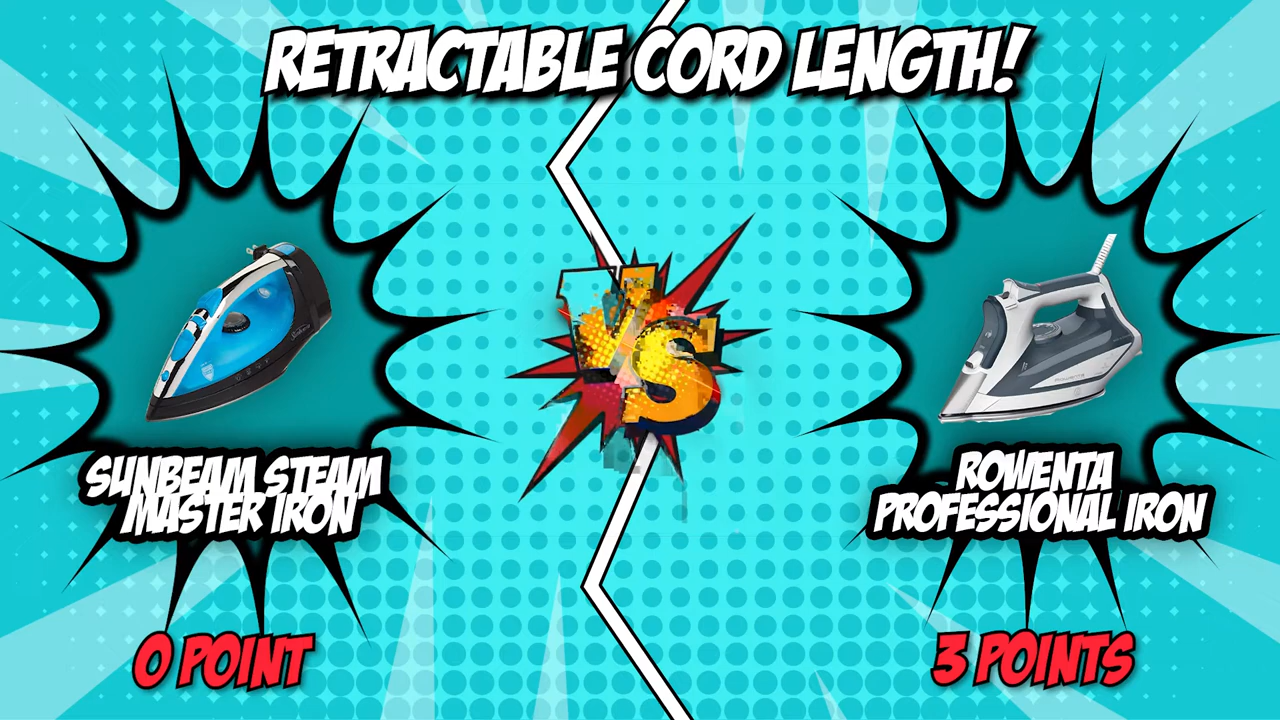 RETRACTABLE CORD LENGTH!
VS
SUNBEAM STEAM
MASTER IRON
ROWENTA
PROFESSIONAL IRON
0 POINT
3 POINTS